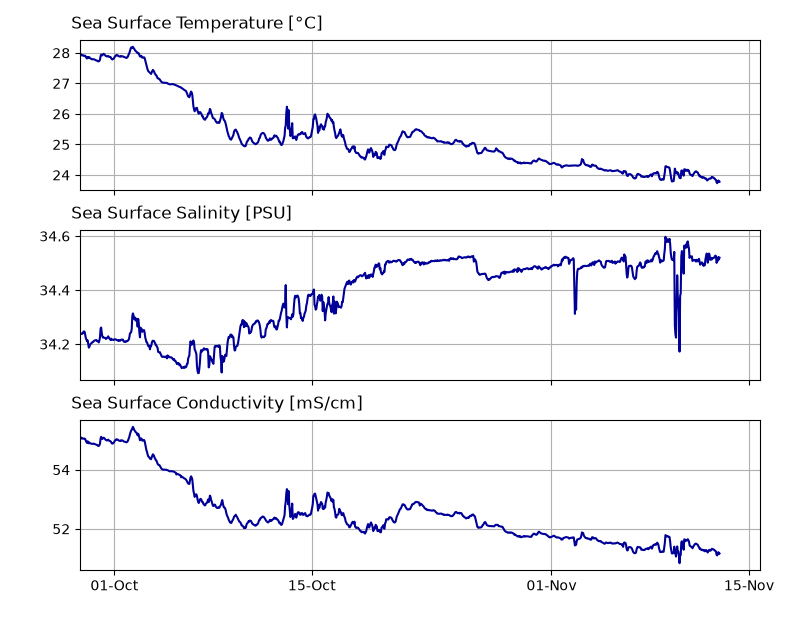 Sea Surface Temperature [°C]
28
27
26
25
24
Sea Surface Salinity [PSU]
34.6
34.4
34.2
Sea Surface Conductivity [mS/cm]
54
52
01-Oct 15-Oct 01-Nov 15-Nov